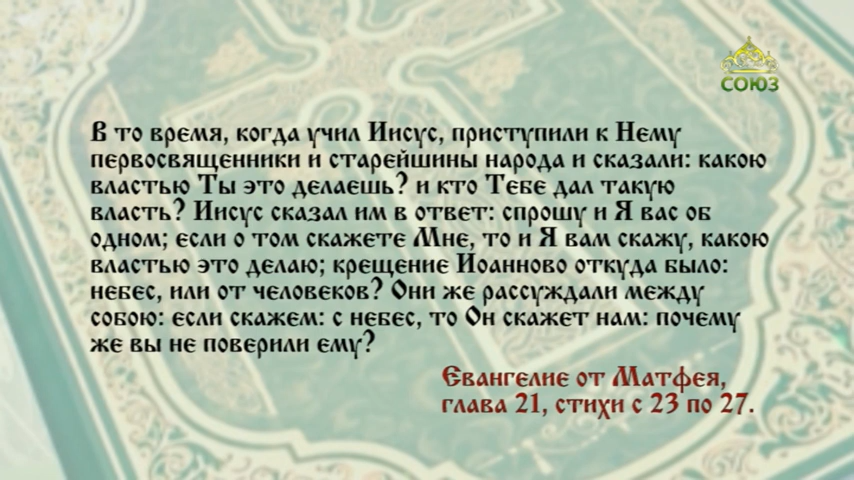 СОЮЗ
В то время, когда учил Иисус, приступили к Нему
первосвященники и старейшины народа и сказали: какою
властью Ты это делаешь? и кто Тебе дал такую
власть? Иисус сказал им в ответ: спрошу и Я вас об
одном; если о том скажете Мне, то и Я вам скажу, какою
властью это делаю; крещение Иоанново откуда было:
небес, или от человеков? Они же рассуждали между
собою: если скажем: с небес, то Он скажет нам: почему
же вы не поверили ему?
Евангелие от Матфея,
глава 21, стихи с 23 по 27.